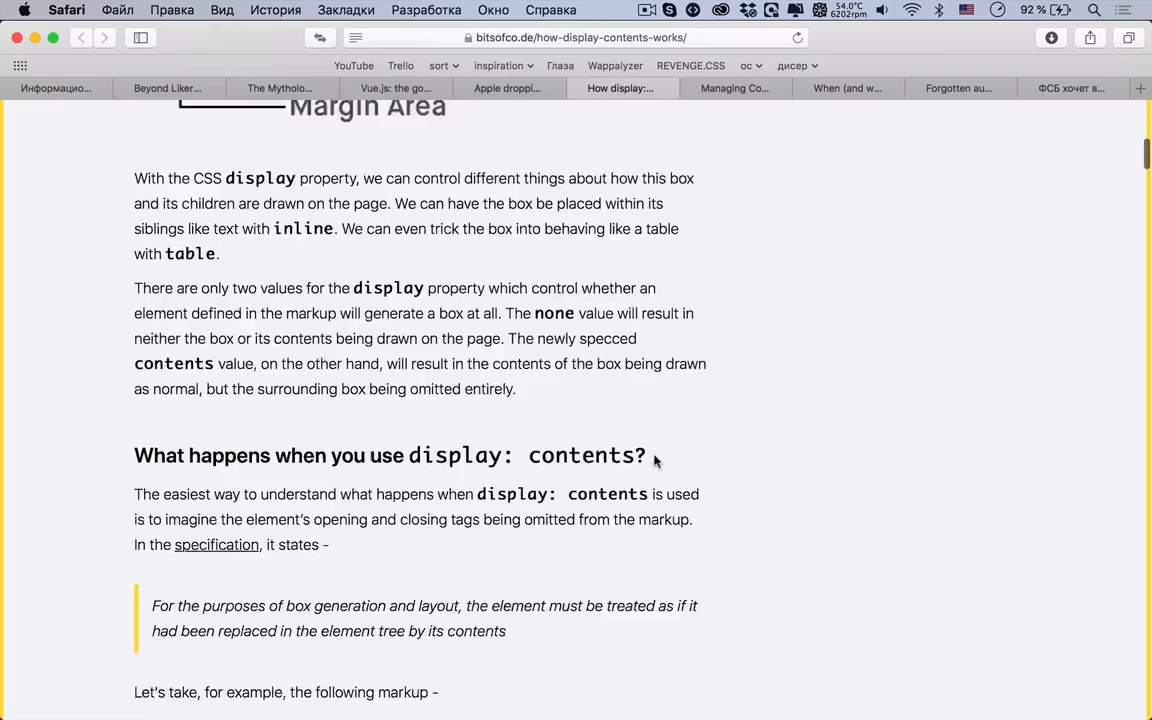 Safari Файл Правка Вид История Закладки Разработка Окно Справка 54.0°C 6202rpm 92 %
bitsofco.de/how-display-contents-works/
YouTube Trello sort inspiration Глаза Wappalyzer REVENGE.CSS ос дисер
Информацио... Beyond Liker... The Mytholo... Vue.js: the go... Apple droppi... How display:... Managing Co... When (and w... Forgotten au... ФСБ хочет в...
Margin Area
With the CSS display property, we can control different things about how this box
and its children are drawn on the page. We can have the box be placed within its
siblings like text with inline. We can even trick the box into behaving like a table
with table.
There are only two values for the display property which control whether an
element defined in the markup will generate a box at all. The none value will result in
neither the box or its contents being drawn on the page. The newly specced
contents value, on the other hand, will result in the contents of the box being drawn
as normal, but the surrounding box being omitted entirely.
What happens when you use display: contents?
The easiest way to understand what happens when display: contents is used
is to imagine the element’s opening and closing tags being omitted from the markup.
In the specification, it states -
For the purposes of box generation and layout, the element must be treated as if it
had been replaced in the element tree by its contents
Let's take, for example, the following markup -